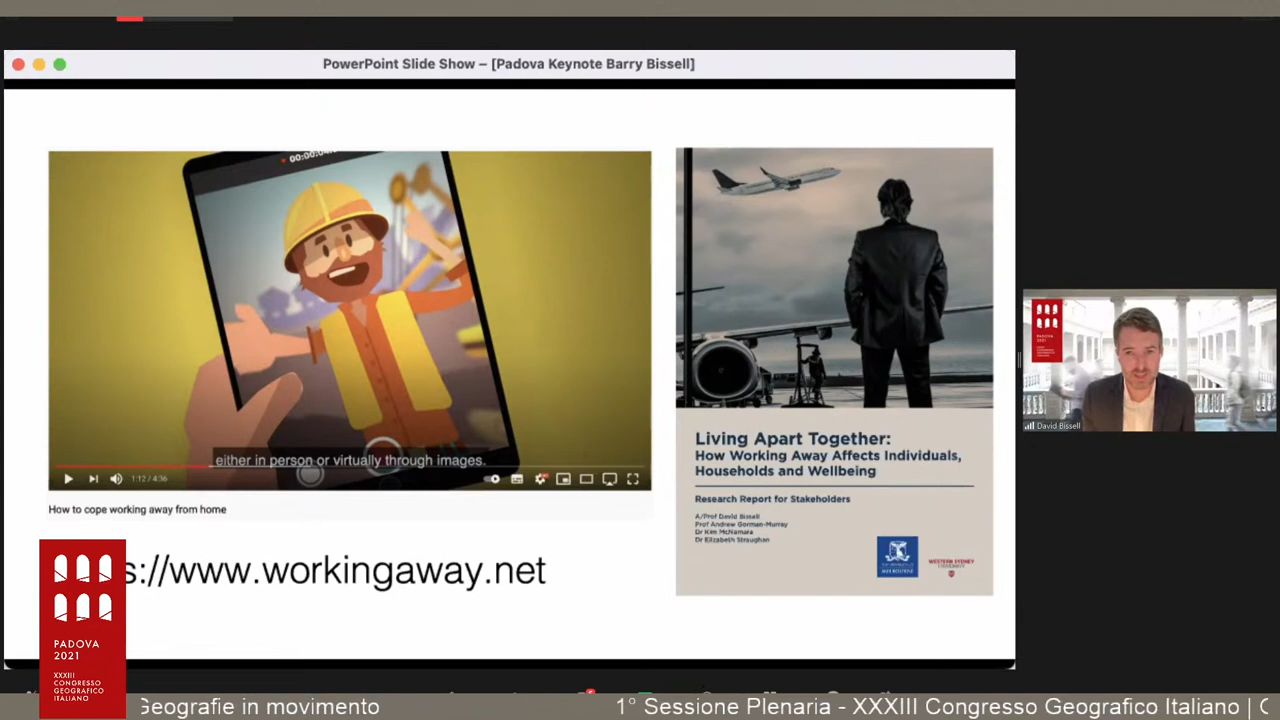 PowerPoint Slide Show – [Padova Keynote Barry Bissell]
either in person or virtually through images.
1:12 / 4:36
How to cope working away from home
s://www.workingaway.net
Living Apart Together:
How Working Away Affects Individuals,
Households and Wellbeing
Research Report for Stakeholders
A/Prof David Bissell
Prof Andrew Gorman-Murray
Dr Kim McNamara
Dr Elizabeth Straughan
WESTERN SYDNEY
UNIVERSITY
PADOVA
2021
David Bissell
PADOVA
2021
XXXIII
CONGRESSO
GEOGRAFICO
ITALIANO
Geografie in movimento
1° Sessione Plenaria - XXXIII Congresso Geografico Italiano | C